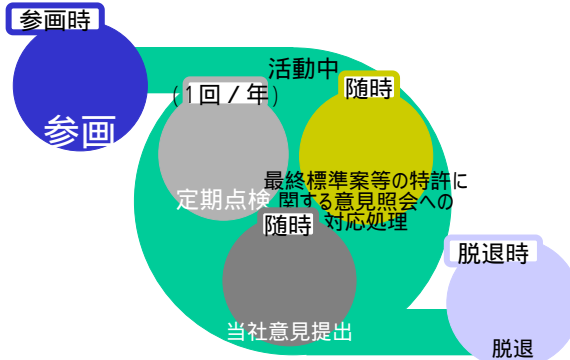 参画時
参画
活動中
(1回/年)
定期点検
随時
最終標準案等の特許に
関する意見照会への
対応処理
随時
当社意見提出
脱退時
脱退